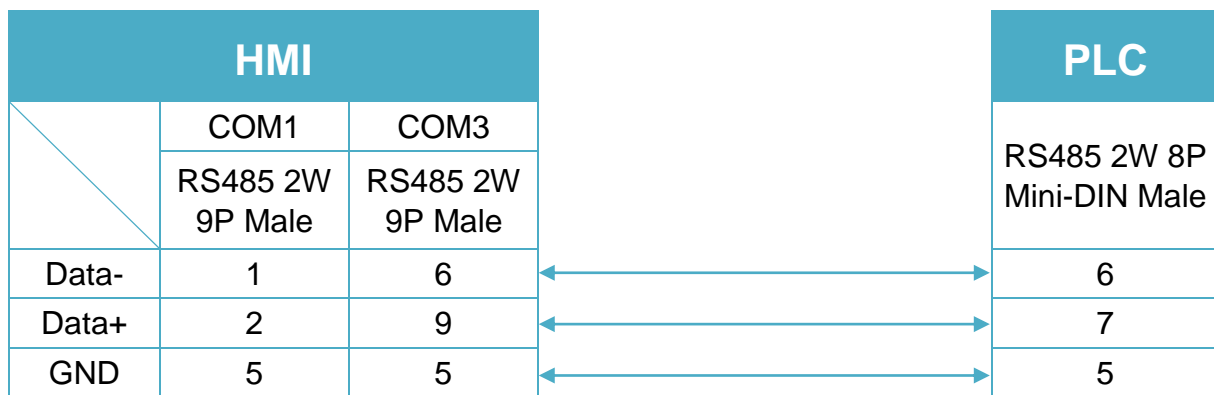 HMI
PLC
COM1
COM3
RS485 2W
9P Male
RS485 2W
9P Male
RS485 2W 8P
Mini-DIN Male
Data-
1
6
6
Data+
2
9
7
GND
5
5
5